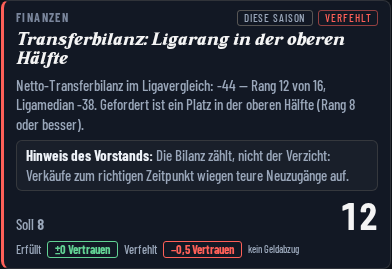 FINANZEN DIESE SAISON VERFEHLT
Transferbilanz: Ligarang in der oberen
Hälfte
Netto-Transferbilanz im Ligavergleich: -44 — Rang 12 von 16,
Ligamedian -38. Gefordert ist ein Platz in der oberen Hälfte (Rang 8
oder besser).
Hinweis des Vorstands: Die Bilanz zählt, nicht der Verzicht:
Verkäufe zum richtigen Zeitpunkt wiegen teure Neuzugänge auf.
Soll 8 12
Erfüllt ±0 Vertrauen Verfehlt −0,5 Vertrauen kein Geldabzug